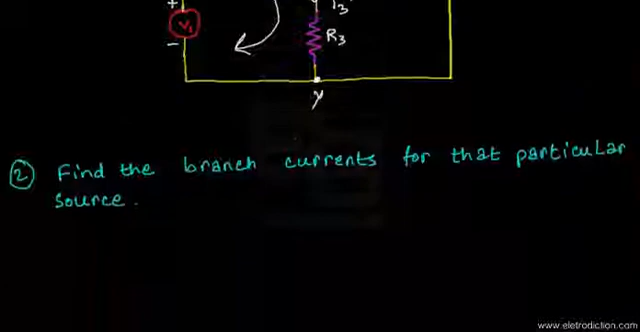 +
I3'
V1
R3
−
y
② Find the branch currents for that particular
source.
www.eletrodiction.com